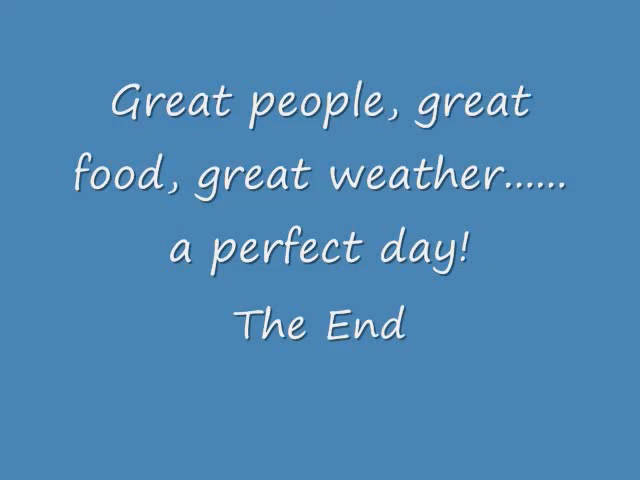 Great people, great
food, great weather......
a perfect day!
The End